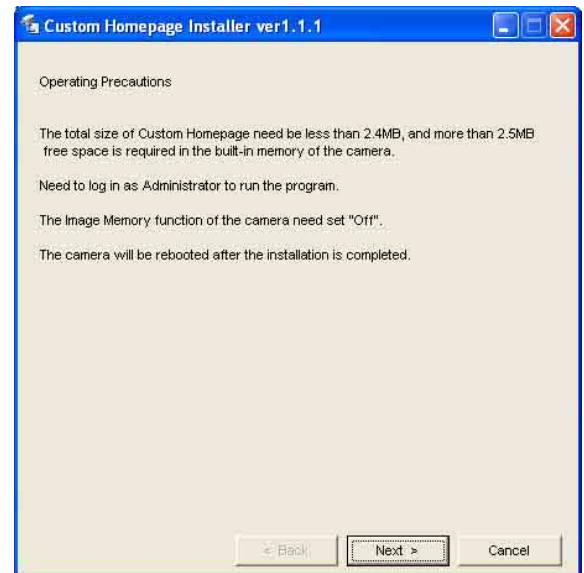 Custom Homepage Installer ver1.1.1
Operating Precautions
The total size of Custom Homepage need be less than 2.4MB, and more than 2.5MB
free space is required in the built-in memory of the camera.
Need to log in as Administrator to run the program.
The Image Memory function of the camera need set "Off".
The camera will be rebooted after the installation is completed.
< Back
Next >
Cancel